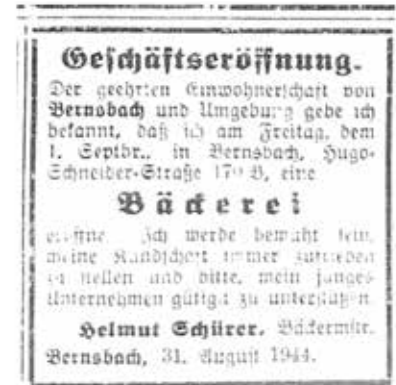 Geschäftseröffnung.
Der geehrten Einwohnerschaft von
Bernsbach und Umgebung gebe ich
bekannt, daß ich am Freitag, dem
1. Septbr., in Bernsbach, Hugo-
Schneider-Straße 179 B, eine
Bäckerei
eröffne. Ich werde bemüht sein,
meine Kundschaft immer zufrieden
zu stellen und bitte, mein junges
Unternehmen gütigst zu unterstützen.
Helmut Schürer, Bäckermstr.
Bernsbach, 31. August 1944.